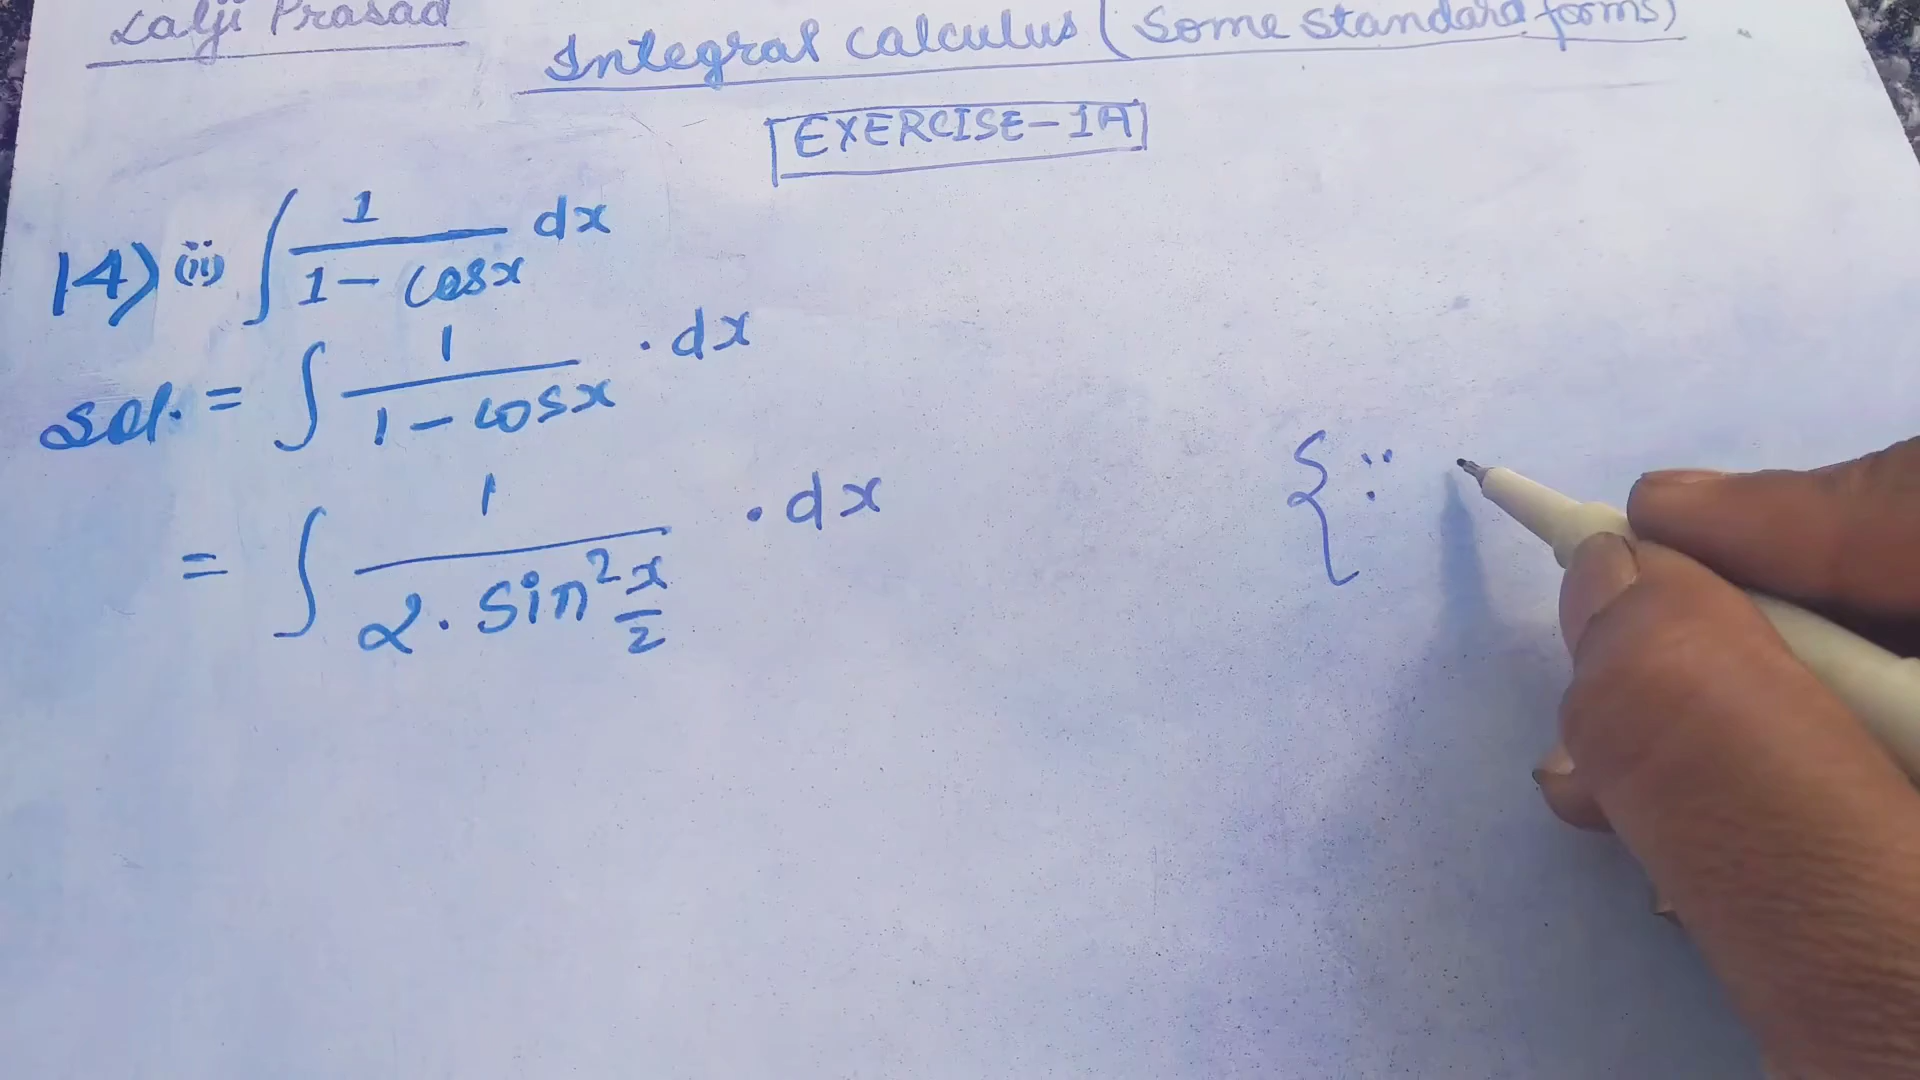 Lalji Prasad
Integral calculus (Some standard forms)
EXERCISE-1A
14) (ii) ∫ 1/(1 - cosx) dx
Sol. = ∫ 1/(1 - cosx) . dx
= ∫ 1/(2. Sin² x/2) . dx
{ ∵